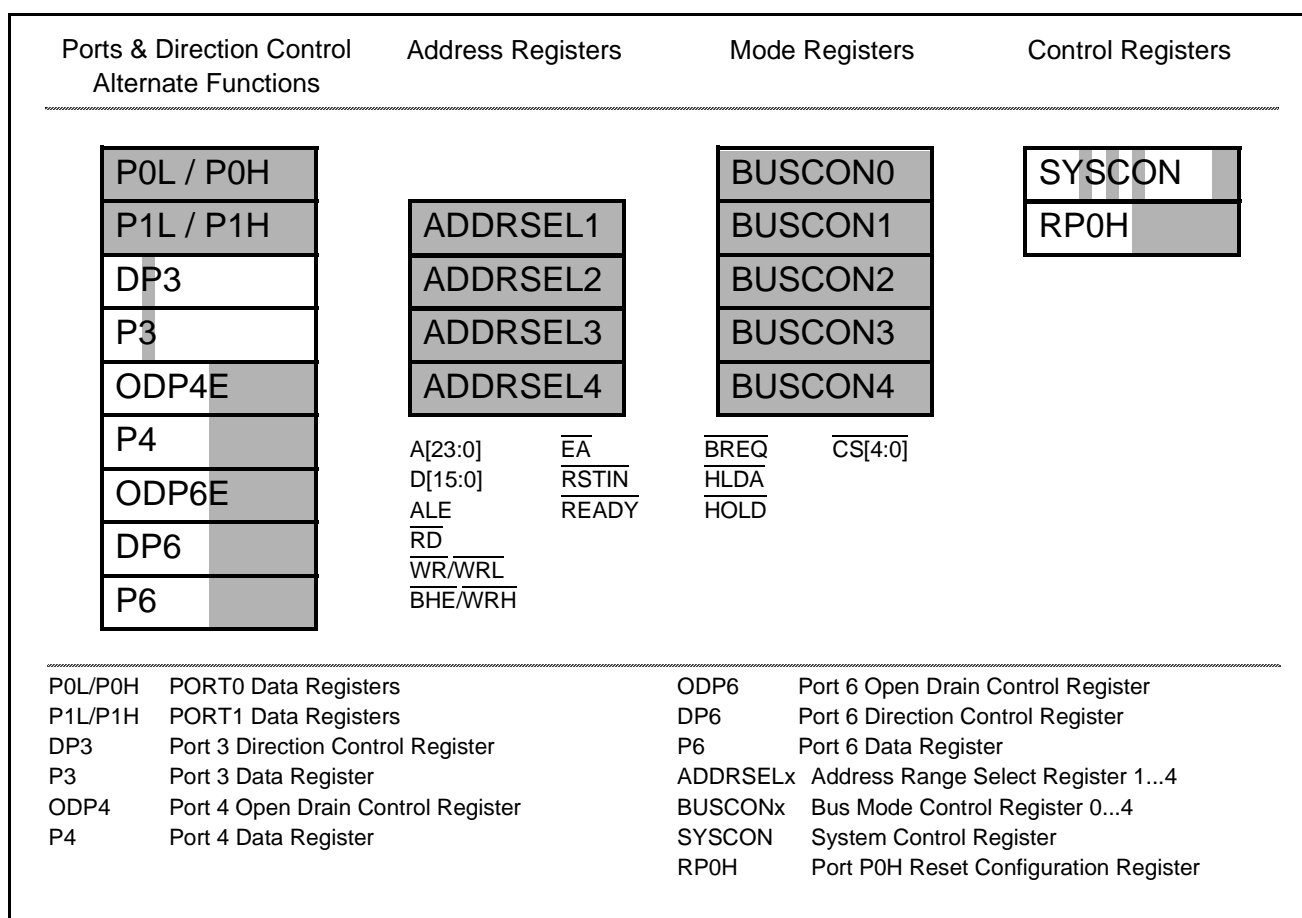 Ports & Direction Control Alternate Functions
Address Registers
Mode Registers
Control Registers
P0L / P0H
P1L / P1H
DP3
P3
ODP4E
P4
ODP6E
DP6
P6
ADDRSEL1
ADDRSEL2
ADDRSEL3
ADDRSEL4
BUSCON0
BUSCON1
BUSCON2
BUSCON3
BUSCON4
SYSCON
RP0H
A[23:0]
D[15:0]
ALE
RD
WR/WRL
BHE/WRH
EA
RSTIN
READY
BREQ
HLDA
HOLD
CS[4:0]
P0L/P0H PORT0 Data Registers
P1L/P1H PORT1 Data Registers
DP3 Port 3 Direction Control Register
P3 Port 3 Data Register
ODP4 Port 4 Open Drain Control Register
P4 Port 4 Data Register
ODP6 Port 6 Open Drain Control Register
DP6 Port 6 Direction Control Register
P6 Port 6 Data Register
ADDRSELx Address Range Select Register 1...4
BUSCONx Bus Mode Control Register 0...4
SYSCON System Control Register
RP0H Port P0H Reset Configuration Register